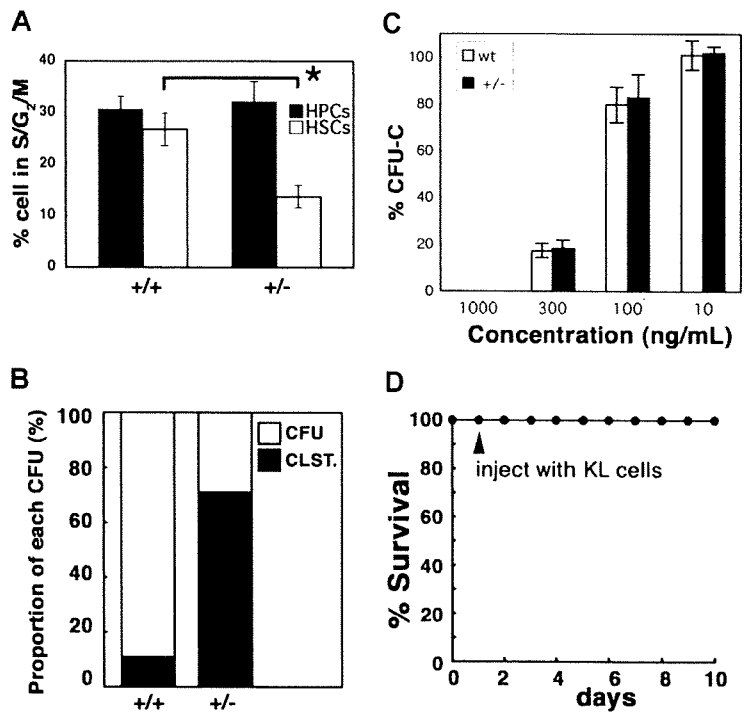 A
% cell in S/G2/M
40
30
20
10
0
*
HPCs
HSCs
+/+
+/-
B
Proportion of each CFU (%)
100
80
60
40
20
0
CFU
CLST.
+/+
+/-
C
% CFU-C
100
80
60
40
20
0
wt
+/-
1000 300 100 10
Concentration (ng/mL)
D
% Survival
100
80
60
40
20
0
inject with KL cells
0 2 4 6 8 10
days